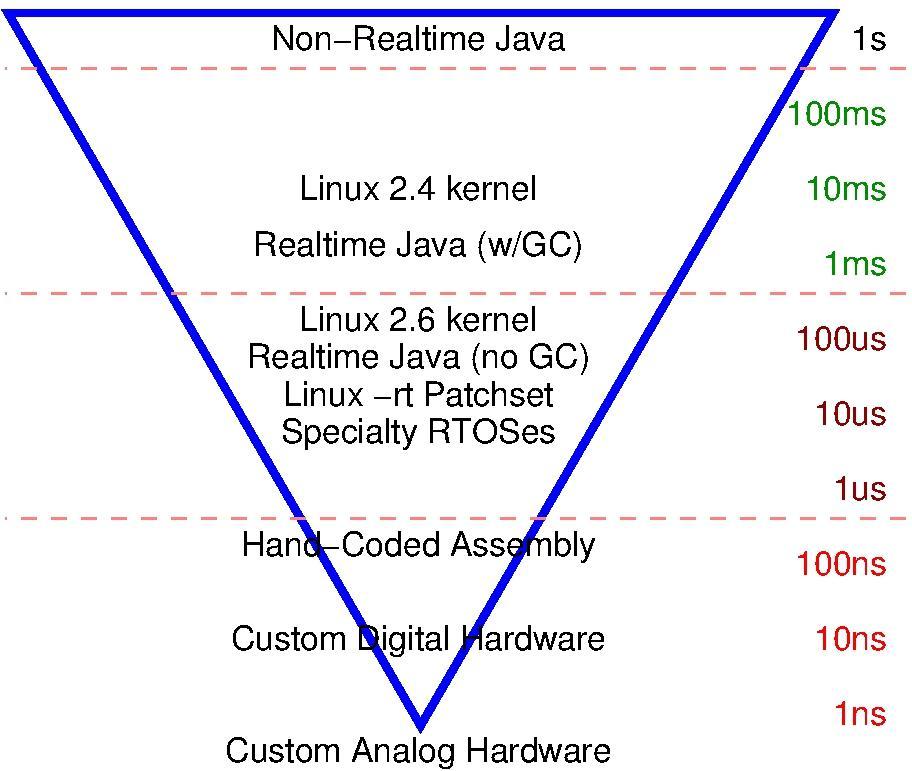 Non−Realtime Java 1s
100ms
Linux 2.4 kernel 10ms
Realtime Java (w/GC)
1ms
Linux 2.6 kernel
100us
Realtime Java (no GC)
Linux −rt Patchset
10us
Specialty RTOSes
1us
Hand−Coded Assembly
100ns
Custom Digital Hardware 10ns
1ns
Custom Analog Hardware